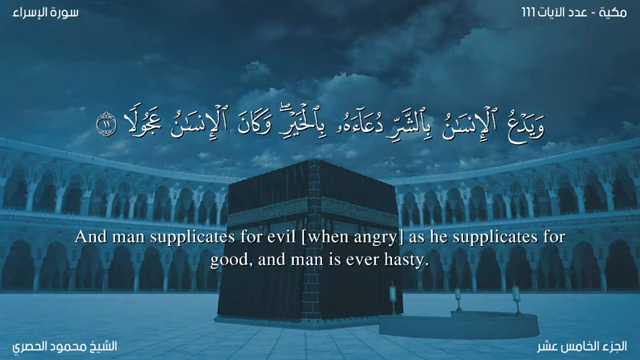 مكية - عدد الآيات 111
سورة الإسراء
وَيَدْعُ ٱلْإِنسَـٰنُ بِٱلشَّرِّ دُعَآءَهُۥ بِٱلْخَيْرِ ۖ وَكَانَ ٱلْإِنسَـٰنُ عَجُولًا ١١
And man supplicates for evil [when angry] as he supplicates for
good, and man is ever hasty.
الجزء الخامس عشر
الشيخ محمود الحصري